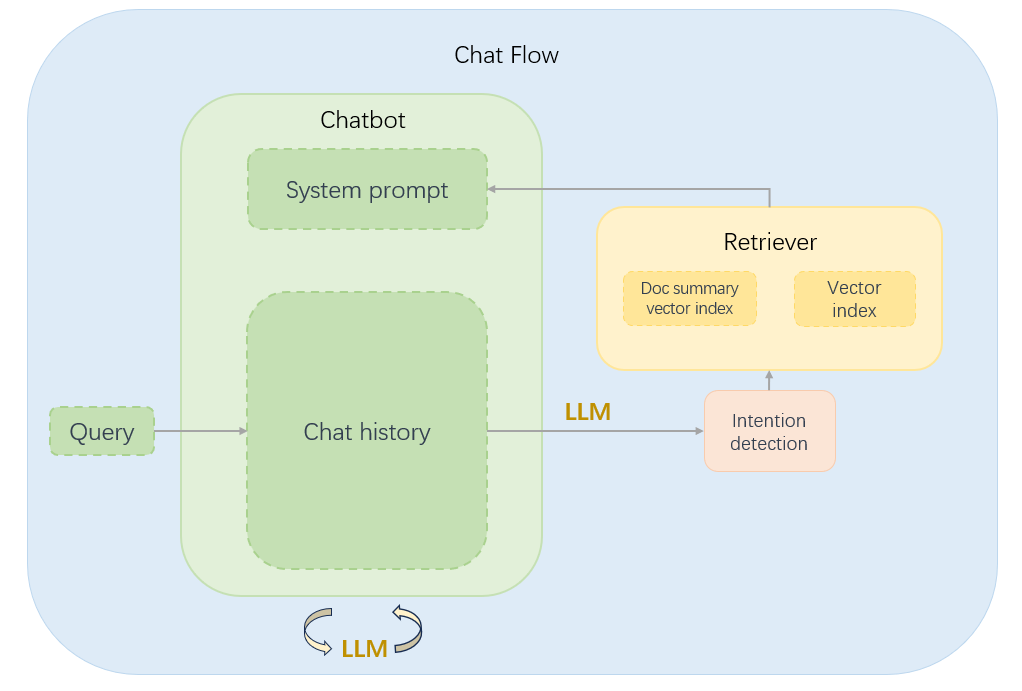 Chat Flow
Chatbot
System prompt
Retriever
Doc summary
vector index
Vector
index
Query
Chat history
LLM
Intention
detection
LLM